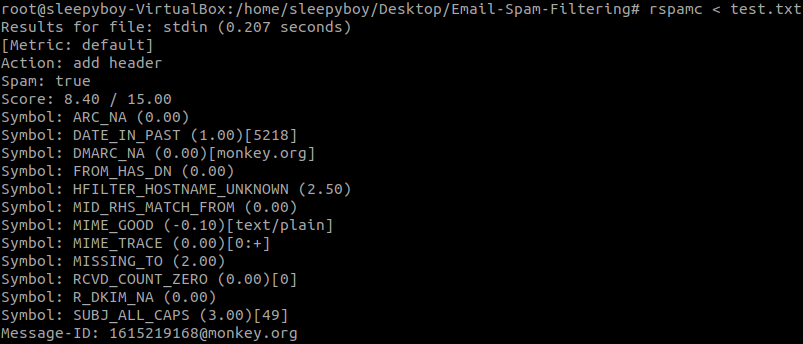 root@sleepyboy-VirtualBox:/home/sleepyboy/Desktop/Email-Spam-Filtering# rspamc < test.txt
Results for file: stdin (0.207 seconds)
[Metric: default]
Action: add header
Spam: true
Score: 8.40 / 15.00
Symbol: ARC_NA (0.00)
Symbol: DATE_IN_PAST (1.00)[5218]
Symbol: DMARC_NA (0.00)[monkey.org]
Symbol: FROM_HAS_DN (0.00)
Symbol: HFILTER_HOSTNAME_UNKNOWN (2.50)
Symbol: MID_RHS_MATCH_FROM (0.00)
Symbol: MIME_GOOD (-0.10)[text/plain]
Symbol: MIME_TRACE (0.00)[0:+]
Symbol: MISSING_TO (2.00)
Symbol: RCVD_COUNT_ZERO (0.00)[0]
Symbol: R_DKIM_NA (0.00)
Symbol: SUBJ_ALL_CAPS (3.00)[49]
Message-ID: 1615219168@monkey.org